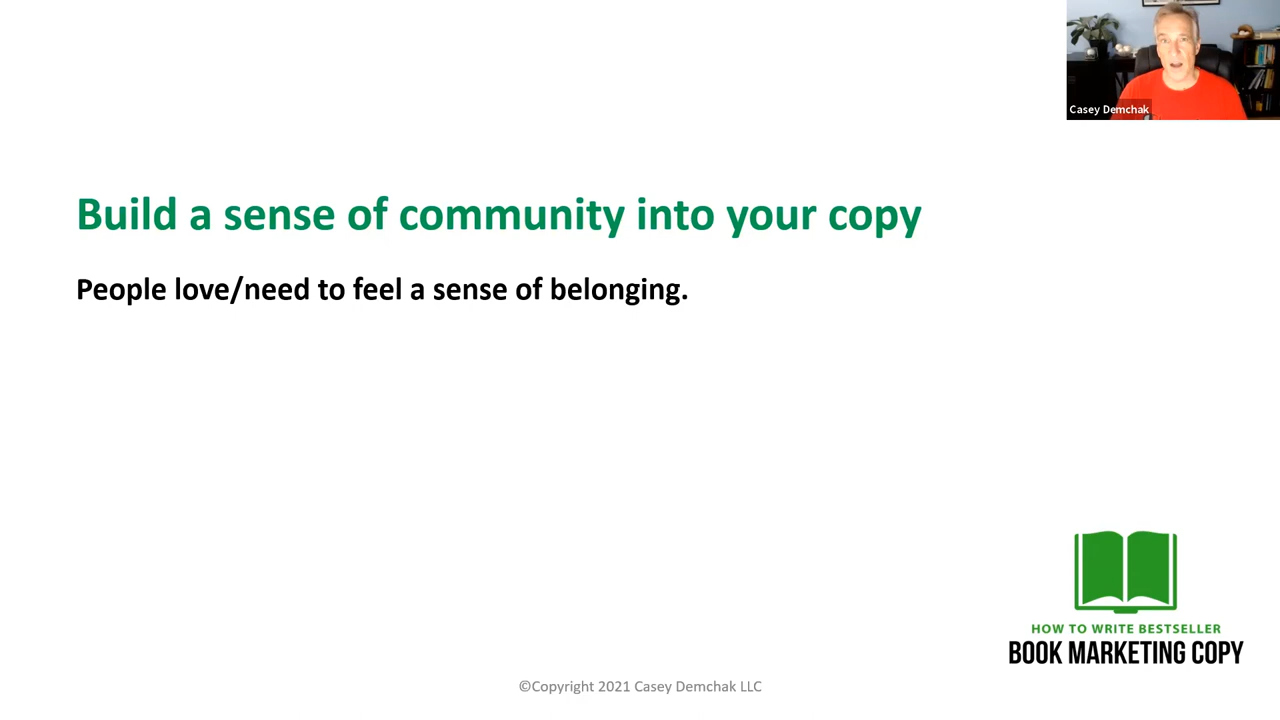 Casey Demchak
Build a sense of community into your copy
People love/need to feel a sense of belonging.
HOW TO WRITE BESTSELLER
BOOK MARKETING COPY
©Copyright 2021 Casey Demchak LLC